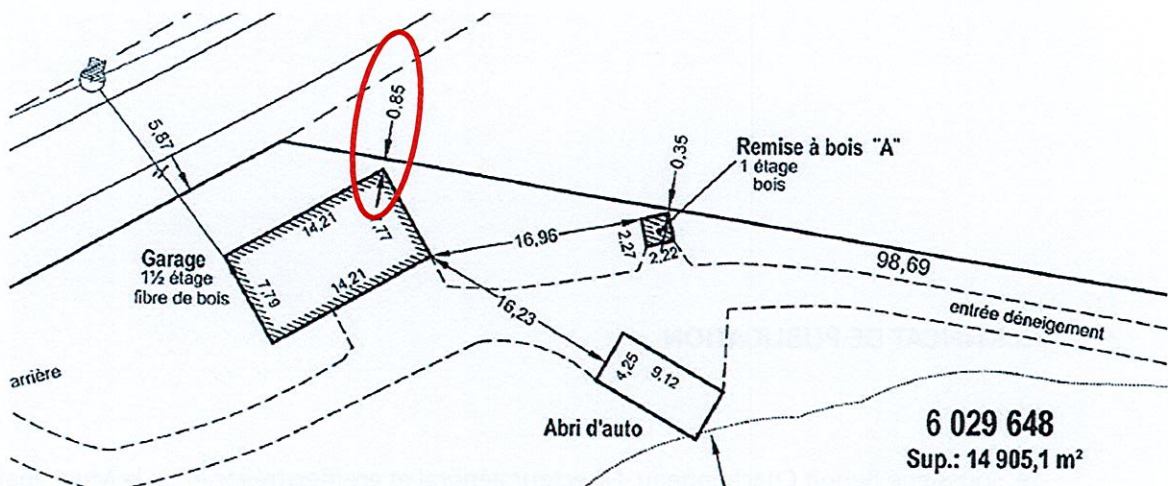 5,87
0,85
14,21
7,77
Garage
1½ étage
fibre de bois
7,79
14,21
16,96
0,35
Remise à bois "A"
1 étage
bois
2,27
2,22
98,69
16,23
entrée déneigement
arrière
4,25
9,12
Abri d'auto
6 029 648
Sup.: 14 905,1 m²